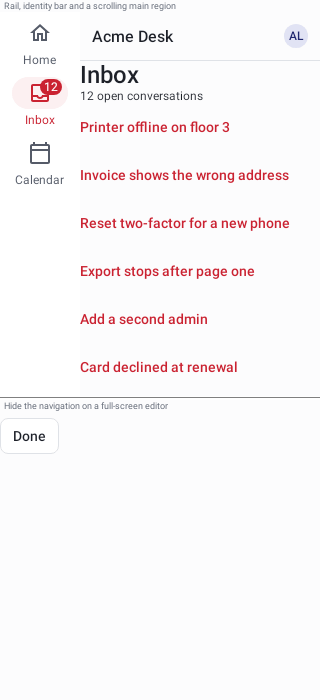 Rail, identity bar and a scrolling main region
Home
12
Inbox
Calendar
Acme Desk
AL
Inbox
12 open conversations
Printer offline on floor 3
Invoice shows the wrong address
Reset two-factor for a new phone
Export stops after page one
Add a second admin
Card declined at renewal
Hide the navigation on a full-screen editor
Done